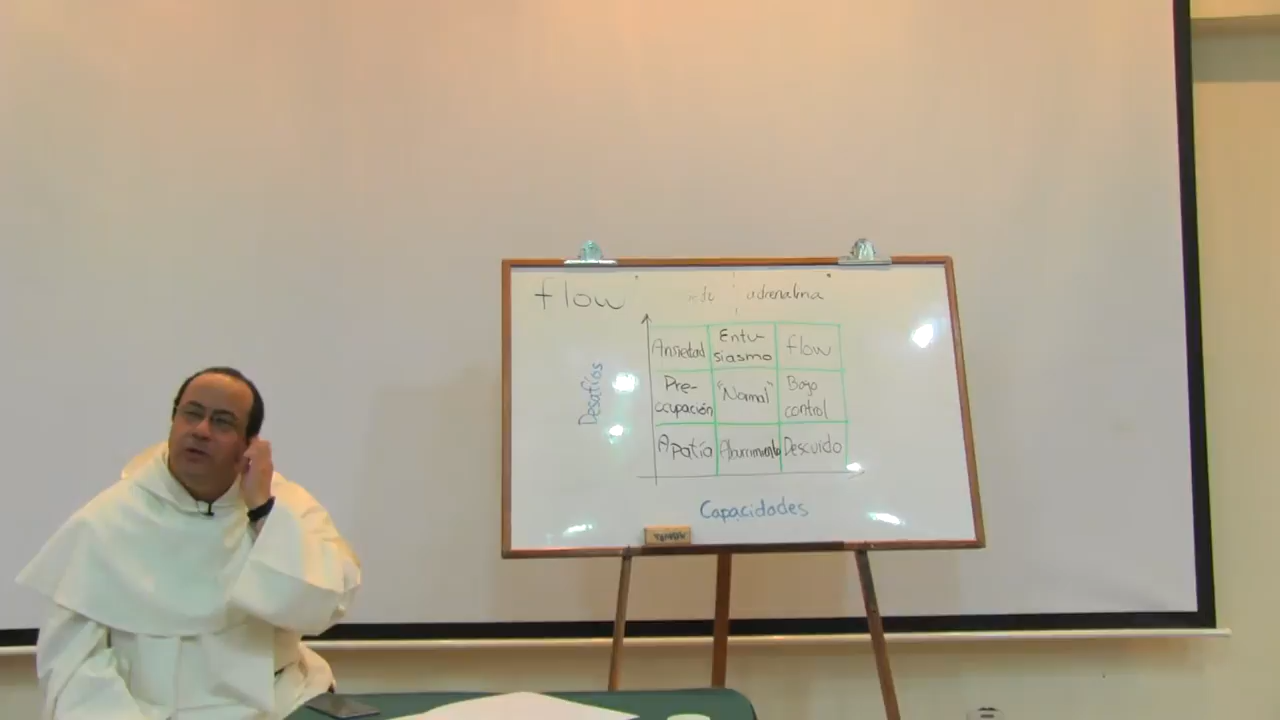 flow
adrenalina
Ansiedad
Entu-
siasmo
flow
Desafíos
Pre-
ocupación
"Normal"
Bajo
control
Apatía
Aburrimiento
Descuido
Capacidades